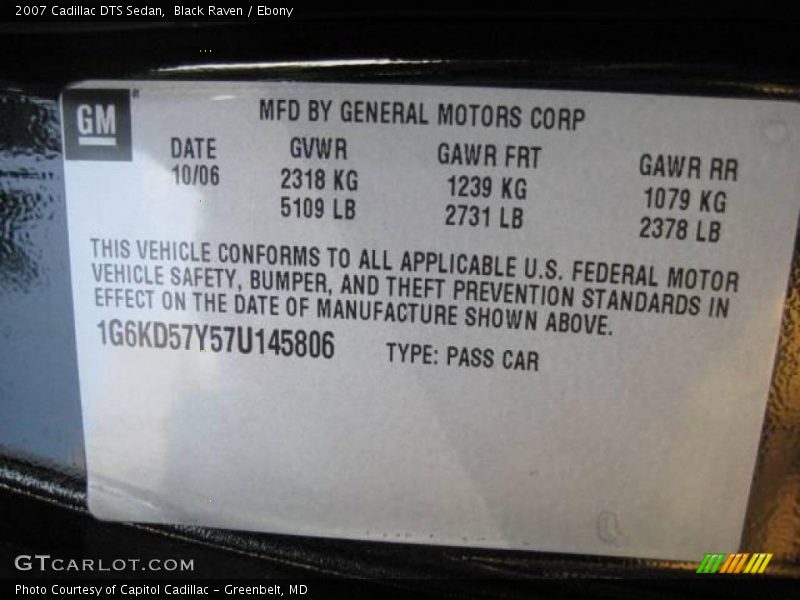 2007 Cadillac DTS Sedan, Black Raven / Ebony
GM
MFD BY GENERAL MOTORS CORP
DATE GVWR GAWR FRT GAWR RR
10/06 2318 KG 1239 KG 1079 KG
5109 LB 2731 LB 2378 LB
THIS VEHICLE CONFORMS TO ALL APPLICABLE U.S. FEDERAL MOTOR
VEHICLE SAFETY, BUMPER, AND THEFT PREVENTION STANDARDS IN
EFFECT ON THE DATE OF MANUFACTURE SHOWN ABOVE.
1G6KD57Y57U145806 TYPE: PASS CAR
GTCARLOT.COM
Photo Courtesy of Capitol Cadillac - Greenbelt, MD